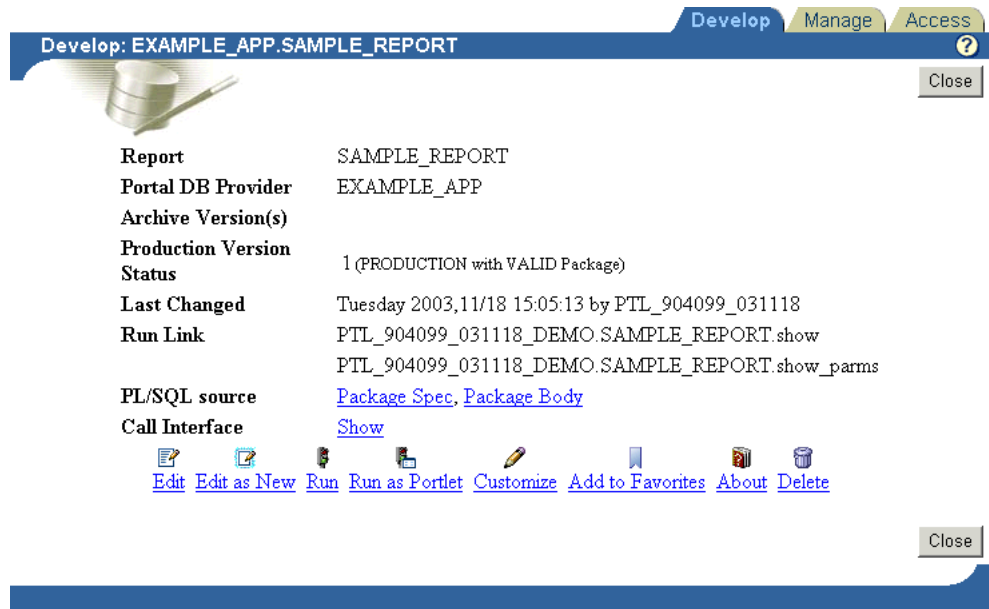 Develop Manage Access
Develop: EXAMPLE_APP.SAMPLE_REPORT ?
Close
Report SAMPLE_REPORT
Portal DB Provider EXAMPLE_APP
Archive Version(s)
Production Version
Status 1 (PRODUCTION with VALID Package)
Last Changed Tuesday 2003,11/18 15:05:13 by PTL_904099_031118
Run Link PTL_904099_031118_DEMO.SAMPLE_REPORT.show
PTL_904099_031118_DEMO.SAMPLE_REPORT.show_parms
PL/SQL source Package Spec, Package Body
Call Interface Show
Edit Edit as New Run Run as Portlet Customize Add to Favorites About Delete
Close